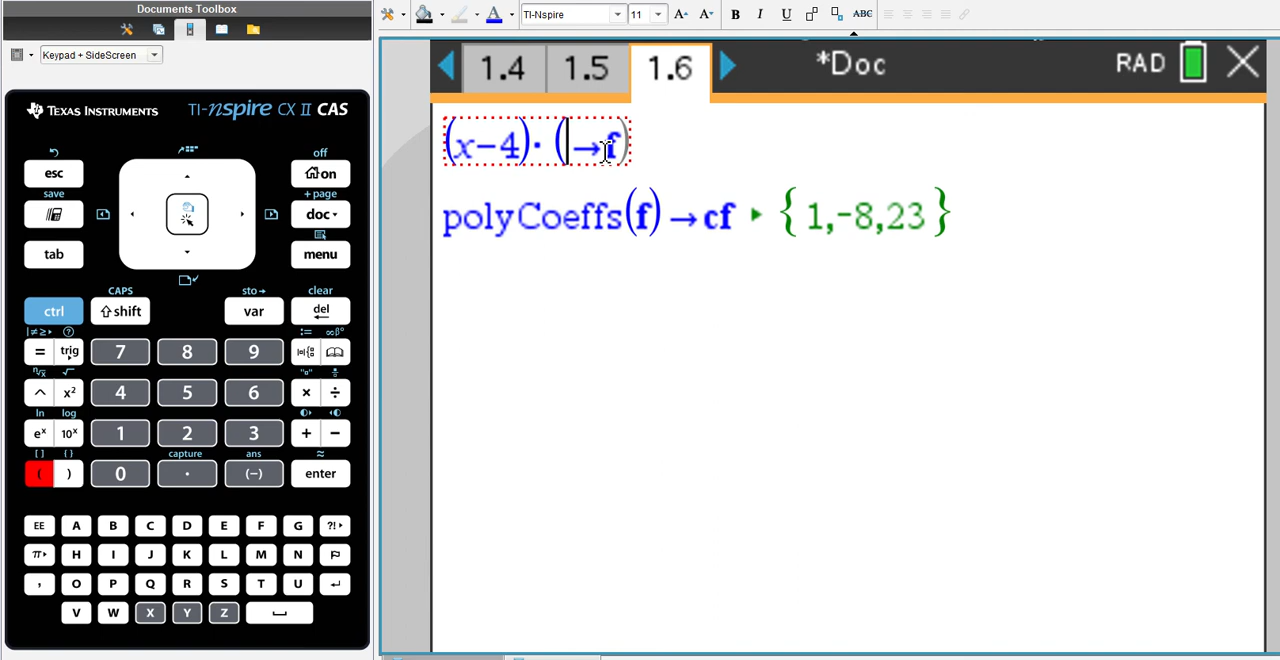 Documents Toolbox
TI-Nspire 11 B I U ABC
Keypad + SideScreen
1.4 1.5 1.6 *Doc RAD
TEXAS INSTRUMENTS TI-nspire CX II CAS
(x-4)·(→f)
polyCoeffs(f)→cf ▸ {1,-8,23}
off
esc on
save + page
doc
tab menu
CAPS sto→ clear
ctrl shift var del
|≠≥▸ ? := ∞β°
= trig 7 8 9
ⁿ√x √ "▫" ÷
^ x² 4 5 6 × ÷
ln log
eˣ 10ˣ 1 2 3 + −
[ ] { } capture ans ≈
( ) 0 . (−) enter
EE A B C D E F G ?!▸
π▸ H I J K L M N
, O P Q R S T U
V W X Y Z